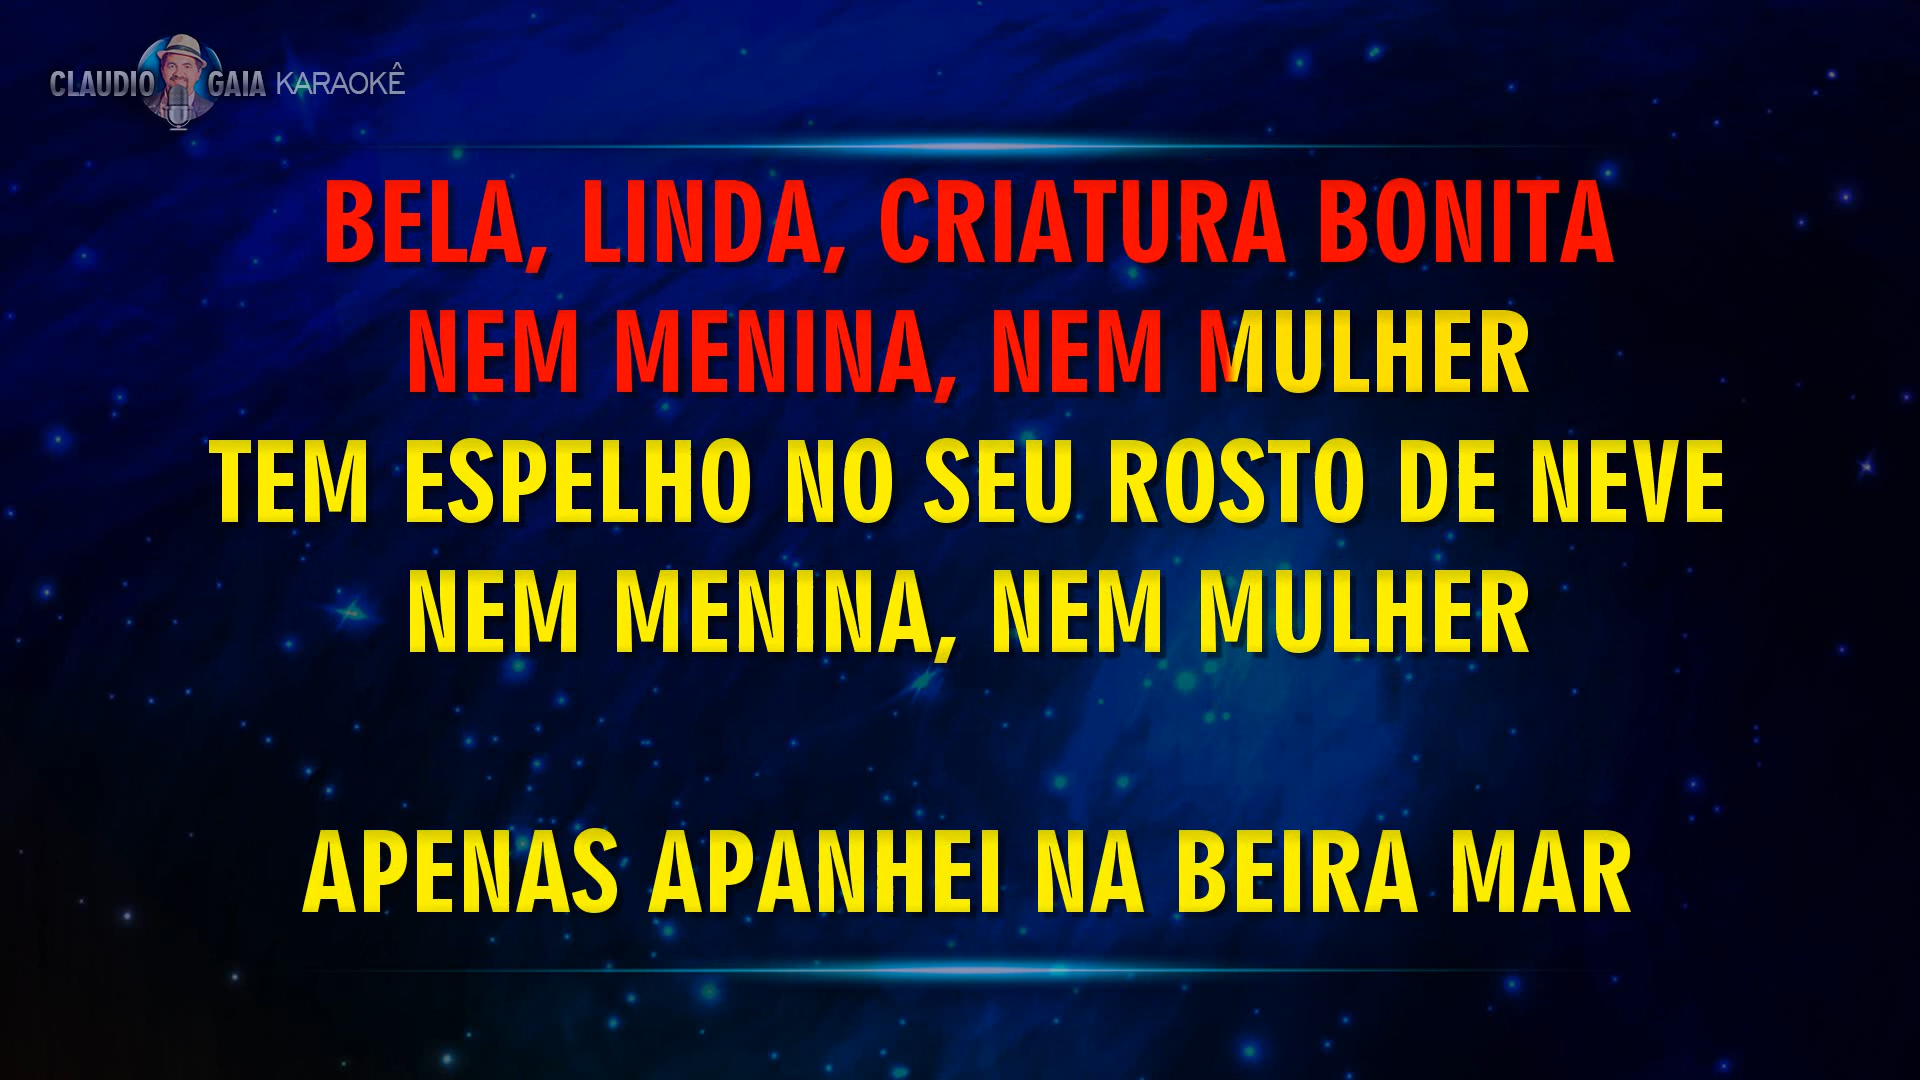 CLAUDIO GAIA KARAOKÊ
BELA, LINDA, CRIATURA BONITA
NEM MENINA, NEM MULHER
TEM ESPELHO NO SEU ROSTO DE NEVE
NEM MENINA, NEM MULHER
APENAS APANHEI NA BEIRA MAR